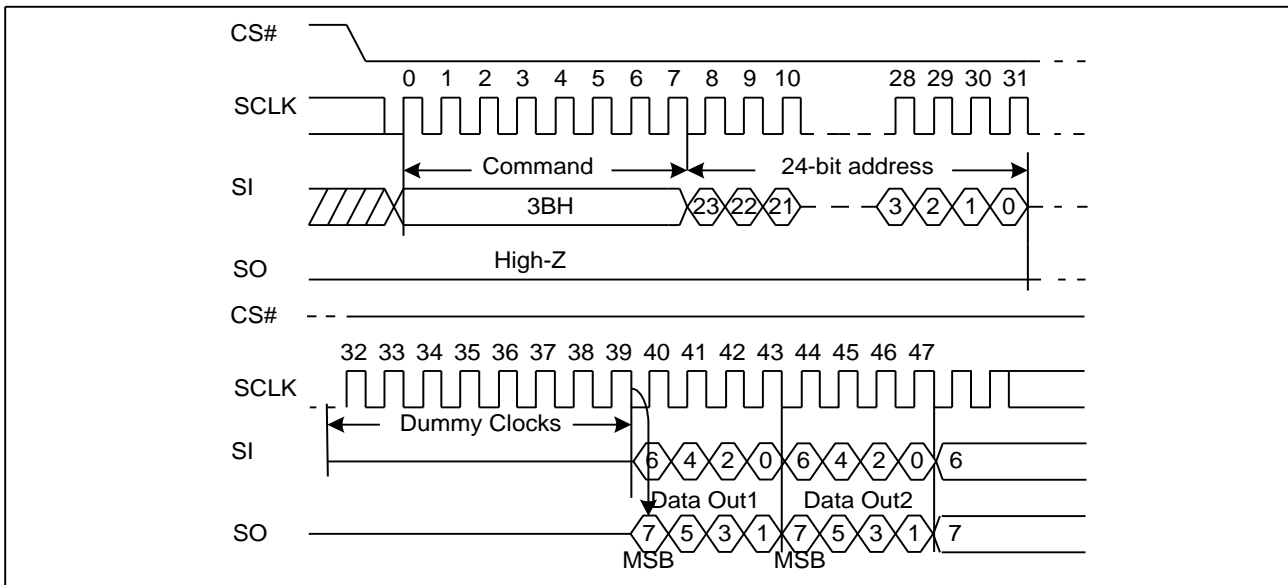 CS#
0 1 2 3 4 5 6 7 8 9 10 28 29 30 31
SCLK
Command 24-bit address
SI
3BH 23 22 21 3 2 1 0
High-Z
SO
CS#
32 33 34 35 36 37 38 39 40 41 42 43 44 45 46 47
SCLK
Dummy Clocks
SI 6 4 2 0 6 4 2 0 6
Data Out1 Data Out2
SO 7 5 3 1 7 5 3 1 7
MSB MSB